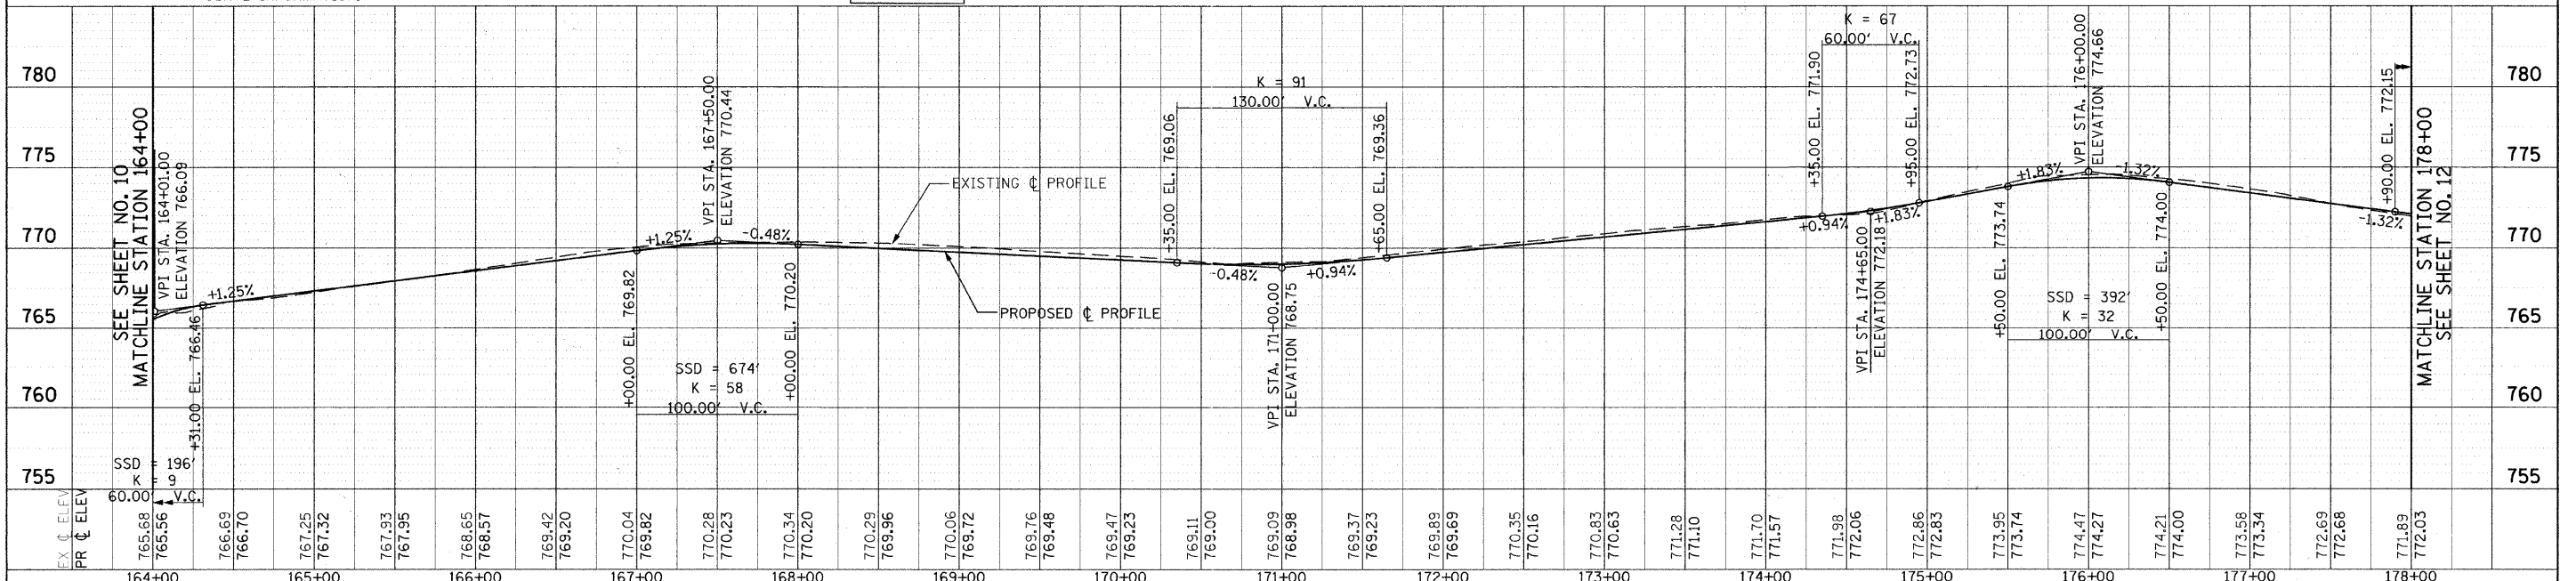 780
775
770
765
760
755
SEE SHEET NO. 10
MATCHLINE STATION 164+00
VPI STA. 164+01.00
ELEVATION 766.09
+1.25%
+31.00 EL. 766.46
SSD = 196'
K = 9
60.00' V.C.
+1.25%
VPI STA. 167+50.00
ELEVATION 770.44
-0.48%
+00.00 EL. 769.82
+00.00 EL. 770.20
SSD = 674'
K = 58
100.00' V.C.
EXISTING ℄ PROFILE
PROPOSED ℄ PROFILE
K = 91
130.00' V.C.
+35.00 EL. 769.06
+65.00 EL. 769.36
-0.48%
+0.94%
VPI STA. 171+00.00
ELEVATION 768.75
K = 67
60.00' V.C.
+35.00 EL. 771.90
+95.00 EL. 772.73
+0.94%
+1.83%
VPI STA. 174+65.00
ELEVATION 772.18
VPI STA. 176+00.00
ELEVATION 774.66
+1.83%
-1.32%
+50.00 EL. 773.74
+50.00 EL. 774.00
SSD = 392'
K = 32
100.00' V.C.
+90.00 EL. 772.15
-1.32%
MATCHLINE STATION 178+00
SEE SHEET NO. 12
780
775
770
765
760
755
EX ℄ ELEV
PR ℄ ELEV
765.68
765.56
766.69
766.70
767.25
767.32
767.93
767.95
768.65
768.57
769.42
769.20
770.04
769.82
770.28
770.23
770.34
770.20
770.29
769.96
770.06
769.72
769.76
769.48
769.47
769.23
769.11
769.00
769.09
768.98
769.37
769.23
769.89
769.69
770.35
770.16
770.83
770.63
771.28
771.10
771.70
771.57
771.98
772.06
772.86
772.83
773.95
773.74
774.47
774.27
774.21
774.00
773.58
773.34
772.69
772.68
771.89
772.03
164+00
165+00
166+00
167+00
168+00
169+00
170+00
171+00
172+00
173+00
174+00
175+00
176+00
177+00
178+00